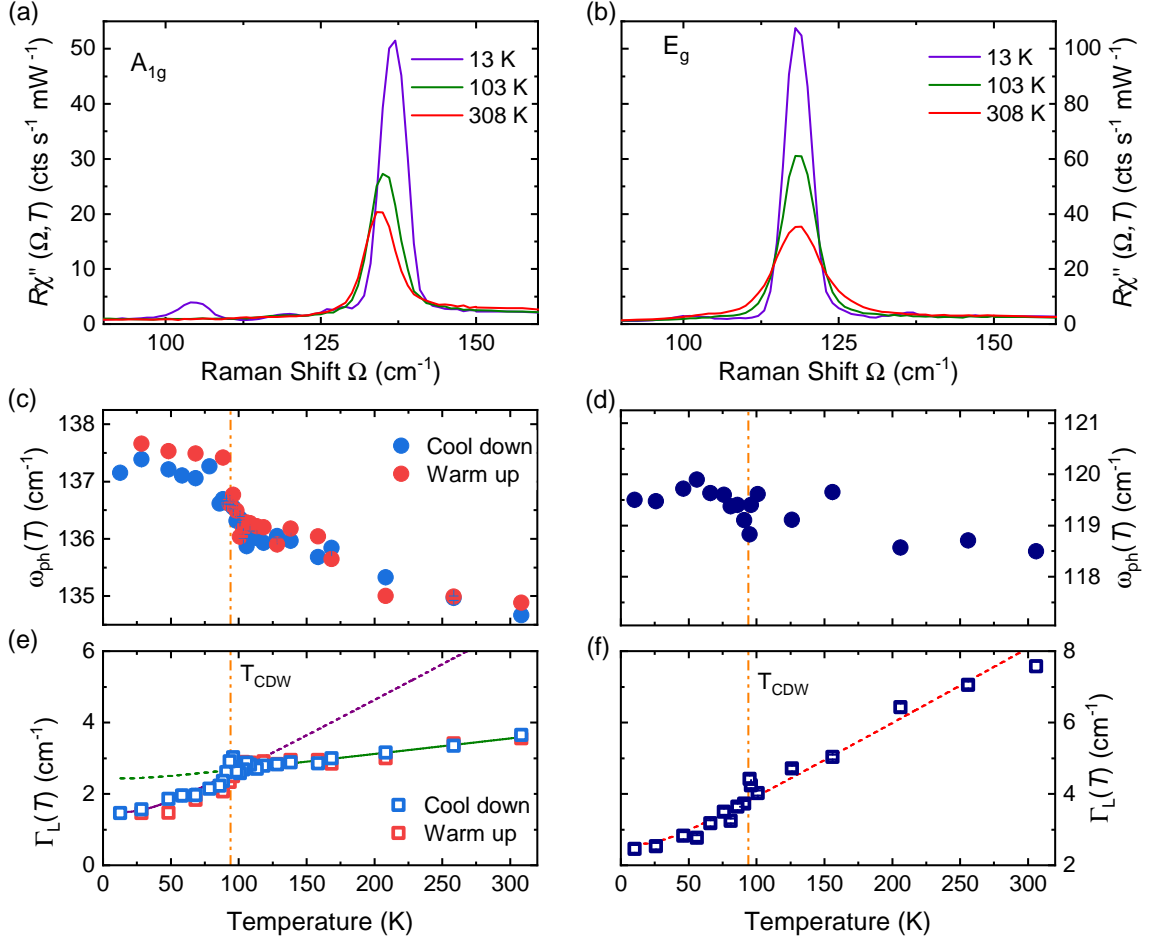 (a)
A1g
13 K
103 K
308 K
50
40
30
20
10
0
Rχ'' (Ω, T) (cts s-1 mW-1)
100
125
150
Raman Shift Ω (cm-1)
(b)
Eg
13 K
103 K
308 K
100
80
60
40
20
0
Rχ'' (Ω, T) (cts s-1 mW-1)
100
125
150
Raman Shift Ω (cm-1)
(c)
138
137
136
135
ωph(T) (cm-1)
Cool down
Warm up
(d)
121
120
119
118
ωph(T) (cm-1)
(e)
6
4
2
0
ΓL(T) (cm-1)
TCDW
Cool down
Warm up
0
50
100
150
200
250
300
Temperature (K)
(f)
8
6
4
2
ΓL(T) (cm-1)
TCDW
0
50
100
150
200
250
300
Temperature (K)